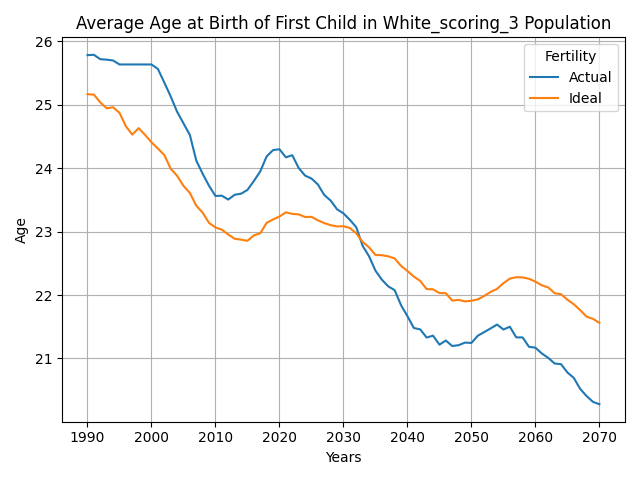 Average Age at Birth of First Child in White_scoring_3 Population
26
25
24
23
22
21
Age
Fertility
Actual
Ideal
1990 2000 2010 2020 2030 2040 2050 2060 2070
Years